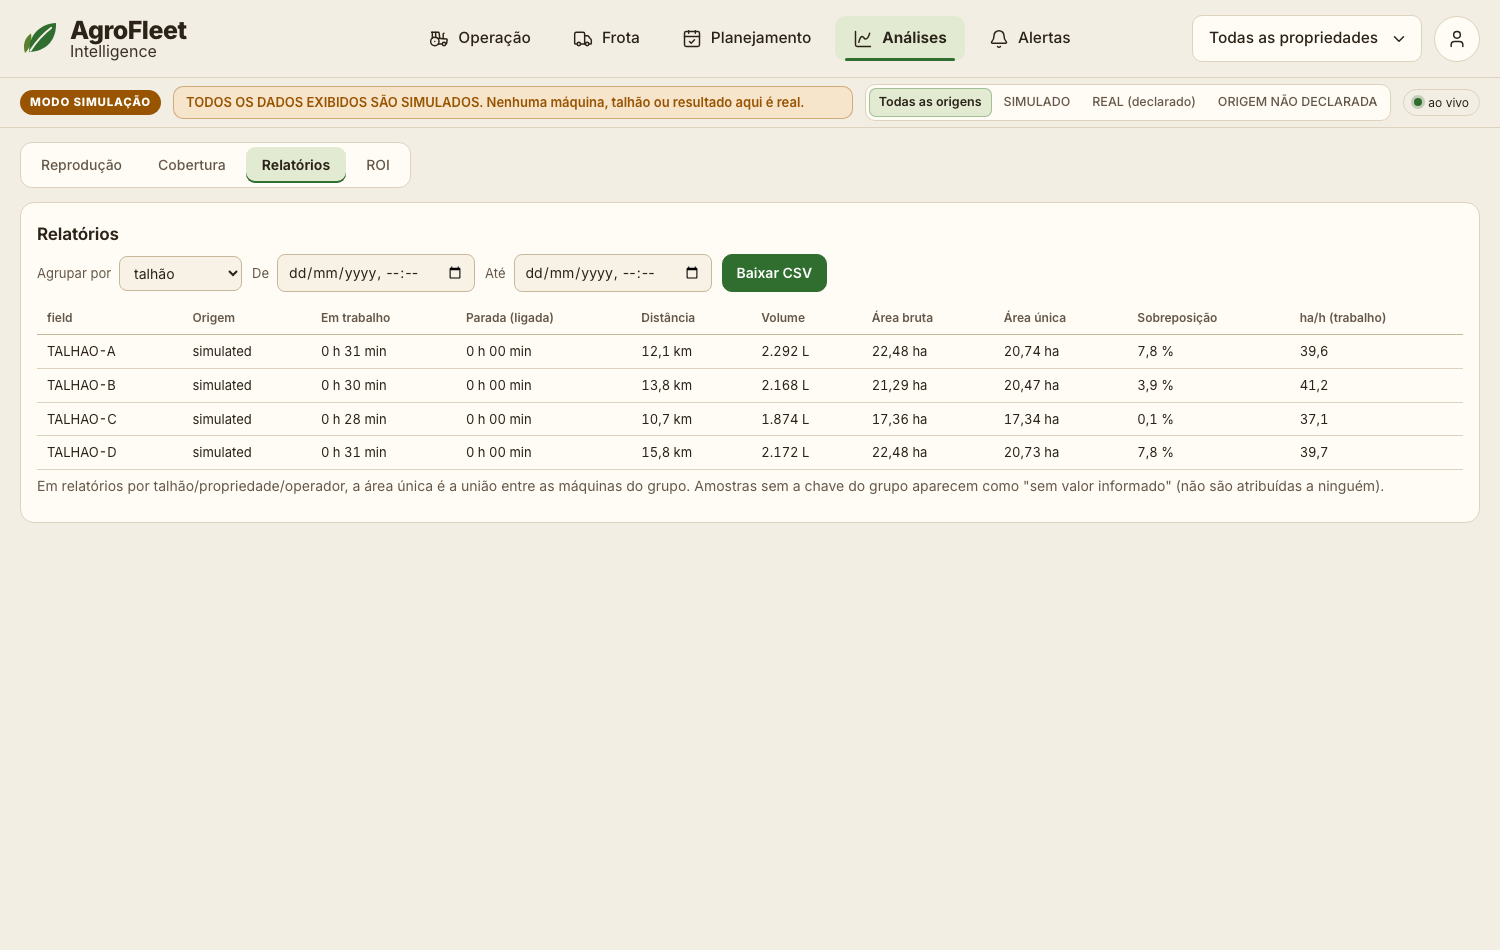 AgroFleet
Intelligence
Operação Frota Planejamento Análises Alertas
Todas as propriedades
MODO SIMULAÇÃO TODOS OS DADOS EXIBIDOS SÃO SIMULADOS. Nenhuma máquina, talhão ou resultado aqui é real. Todas as origens SIMULADO REAL (declarado) ORIGEM NÃO DECLARADA ao vivo
Reprodução Cobertura Relatórios ROI
Relatórios
Agrupar por talhão De dd/mm/yyyy, --:-- Até dd/mm/yyyy, --:-- Baixar CSV
field Origem Em trabalho Parada (ligada) Distância Volume Área bruta Área única Sobreposição ha/h (trabalho)
TALHAO-A simulated 0 h 31 min 0 h 00 min 12,1 km 2.292 L 22,48 ha 20,74 ha 7,8 % 39,6
TALHAO-B simulated 0 h 30 min 0 h 00 min 13,8 km 2.168 L 21,29 ha 20,47 ha 3,9 % 41,2
TALHAO-C simulated 0 h 28 min 0 h 00 min 10,7 km 1.874 L 17,36 ha 17,34 ha 0,1 % 37,1
TALHAO-D simulated 0 h 31 min 0 h 00 min 15,8 km 2.172 L 22,48 ha 20,73 ha 7,8 % 39,7
Em relatórios por talhão/propriedade/operador, a área única é a união entre as máquinas do grupo. Amostras sem a chave do grupo aparecem como "sem valor informado" (não são atribuídas a ninguém).